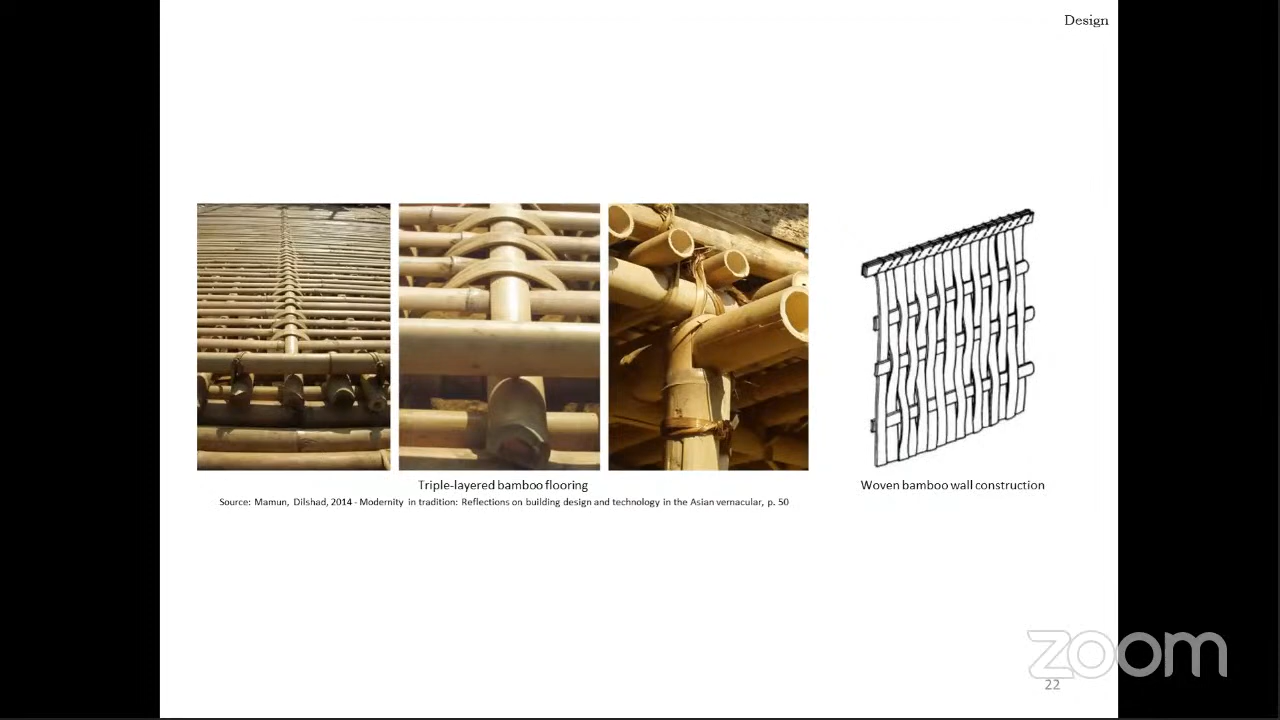 Design
Triple-layered bamboo flooring
Source: Mamun, Dilshad, 2014 - Modernity in tradition: Reflections on building design and technology in the Asian vernacular, p. 50
Woven bamboo wall construction
zoom
22